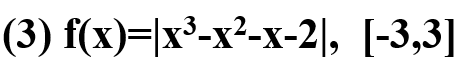 (3) f(x)=|x³-x²-x-2|, [-3,3]